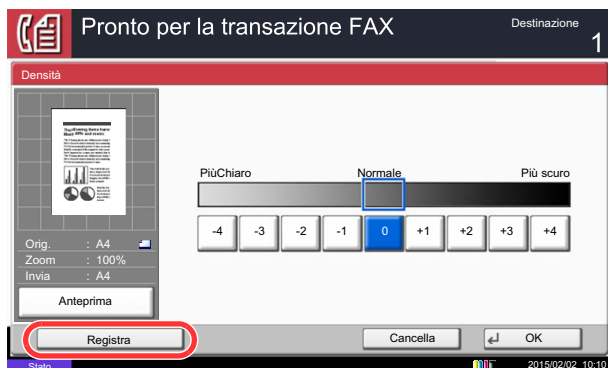 Pronto per la transazione FAX
Destinazione
1
Densità
PiùChiaro Normale Più scuro
-4 -3 -2 -1 0 +1 +2 +3 +4
Orig. : A4
Zoom : 100%
Invia : A4
Anteprima
Registra Cancella OK
Stato 2015/02/02 10:10